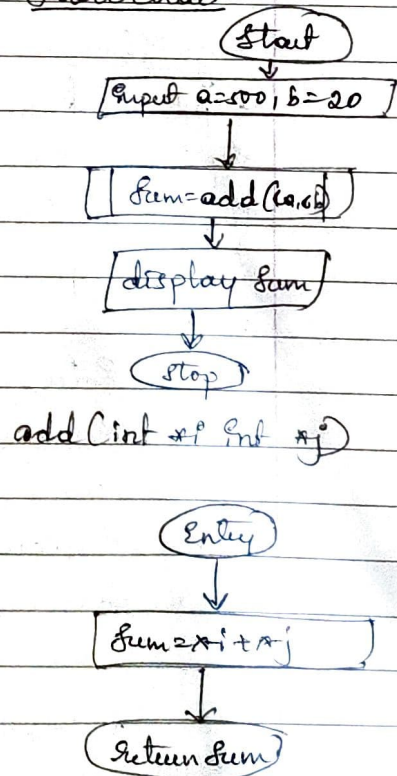 Start
Input a=500, b=20
Sum=add(&a,&b)
display Sum
Stop
add (int *i int *j)
Entry
Sum=*i+*j
return Sum